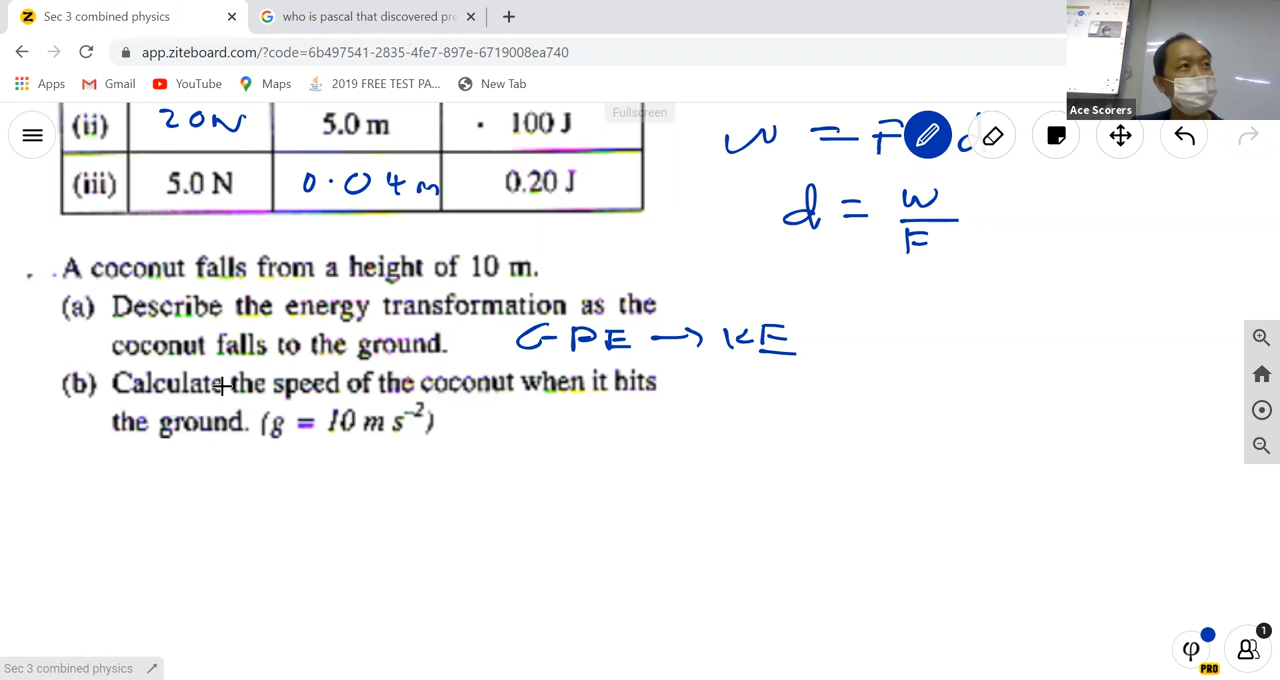 Sec 3 combined physics
who is pascal that discovered pre
app.ziteboard.com/?code=6b497541-2835-4fe7-897e-6719008ea740
Apps Gmail YouTube Maps 2019 FREE TEST PA... New Tab
Ace Scorers
Fullscreen
(ii) 20N 5.0 m 100 J
(iii) 5.0 N 0.04m 0.20 J
w = F d
d = w
F
A coconut falls from a height of 10 m.
(a) Describe the energy transformation as the
coconut falls to the ground.
GPE → KE
(b) Calculate the speed of the coconut when it hits
the ground. (g = 10 m s⁻²)
1
PRO
Sec 3 combined physics